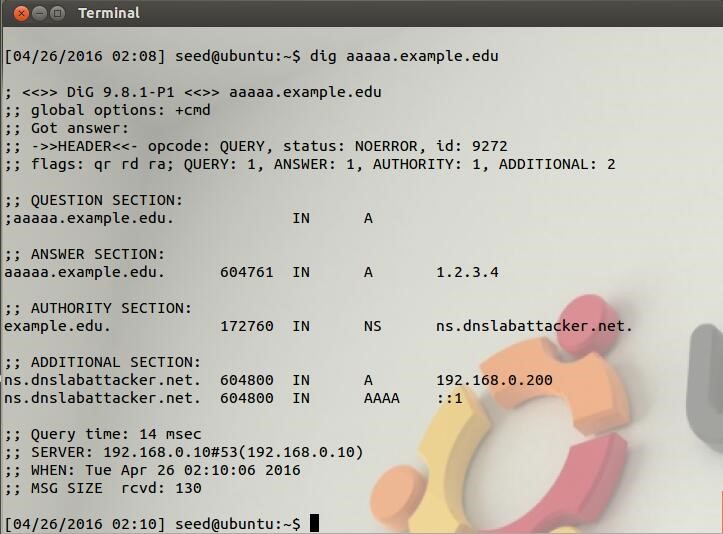 Terminal
[04/26/2016 02:08] seed@ubuntu:~$ dig aaaaa.example.edu
; <<>> DiG 9.8.1-P1 <<>> aaaaa.example.edu
;; global options: +cmd
;; Got answer:
;; ->>HEADER<<- opcode: QUERY, status: NOERROR, id: 9272
;; flags: qr rd ra; QUERY: 1, ANSWER: 1, AUTHORITY: 1, ADDITIONAL: 2
;; QUESTION SECTION:
;aaaaa.example.edu. IN A
;; ANSWER SECTION:
aaaaa.example.edu. 604761 IN A 1.2.3.4
;; AUTHORITY SECTION:
example.edu. 172760 IN NS ns.dnslabattacker.net.
;; ADDITIONAL SECTION:
ns.dnslabattacker.net. 604800 IN A 192.168.0.200
ns.dnslabattacker.net. 604800 IN AAAA ::1
;; Query time: 14 msec
;; SERVER: 192.168.0.10#53(192.168.0.10)
;; WHEN: Tue Apr 26 02:10:06 2016
;; MSG SIZE rcvd: 130
[04/26/2016 02:10] seed@ubuntu:~$